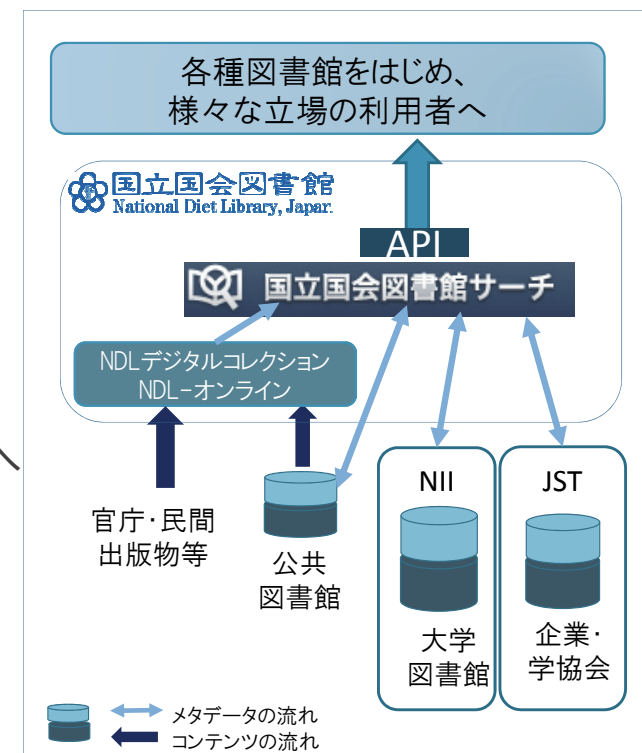 各種図書館をはじめ、
様々な立場の利用者へ
国立国会図書館
National Diet Library, Japan.
API
国立国会図書館サーチ
NDLデジタルコレクション
NDL-オンライン
官庁・民間
出版物等
公共
図書館
NII
大学
図書館
JST
企業・
学協会
メタデータの流れ
コンテンツの流れ